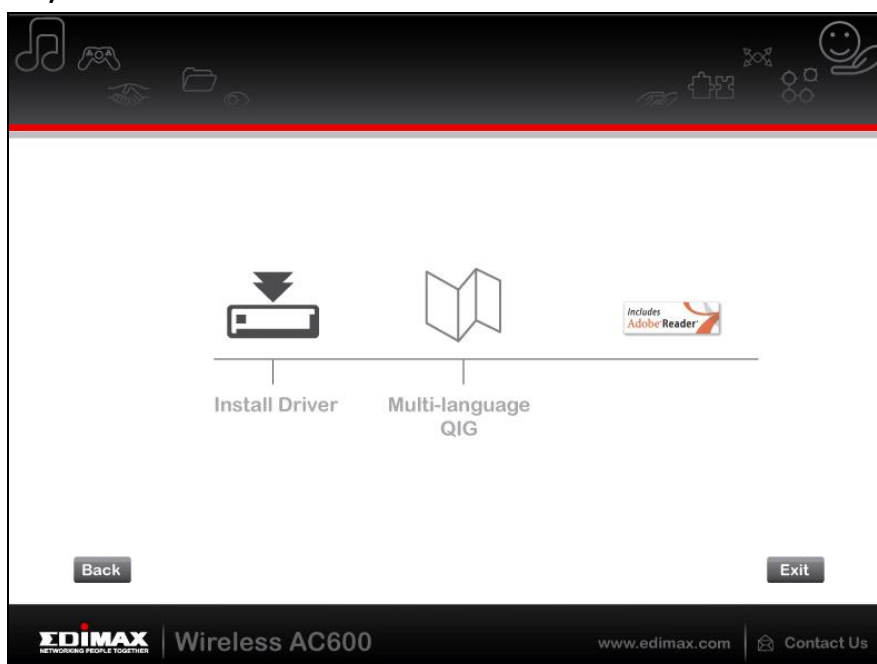 Includes
Adobe Reader
Install Driver
Multi-language
QIG
Back
Exit
EDIMAX
NETWORKING PEOPLE TOGETHER
Wireless AC600
www.edimax.com
Contact Us